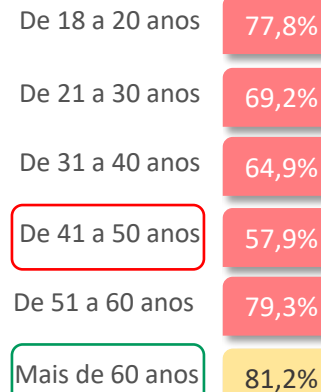 De 18 a 20 anos 77,8%
De 21 a 30 anos 69,2%
De 31 a 40 anos 64,9%
De 41 a 50 anos 57,9%
De 51 a 60 anos 79,3%
Mais de 60 anos 81,2%